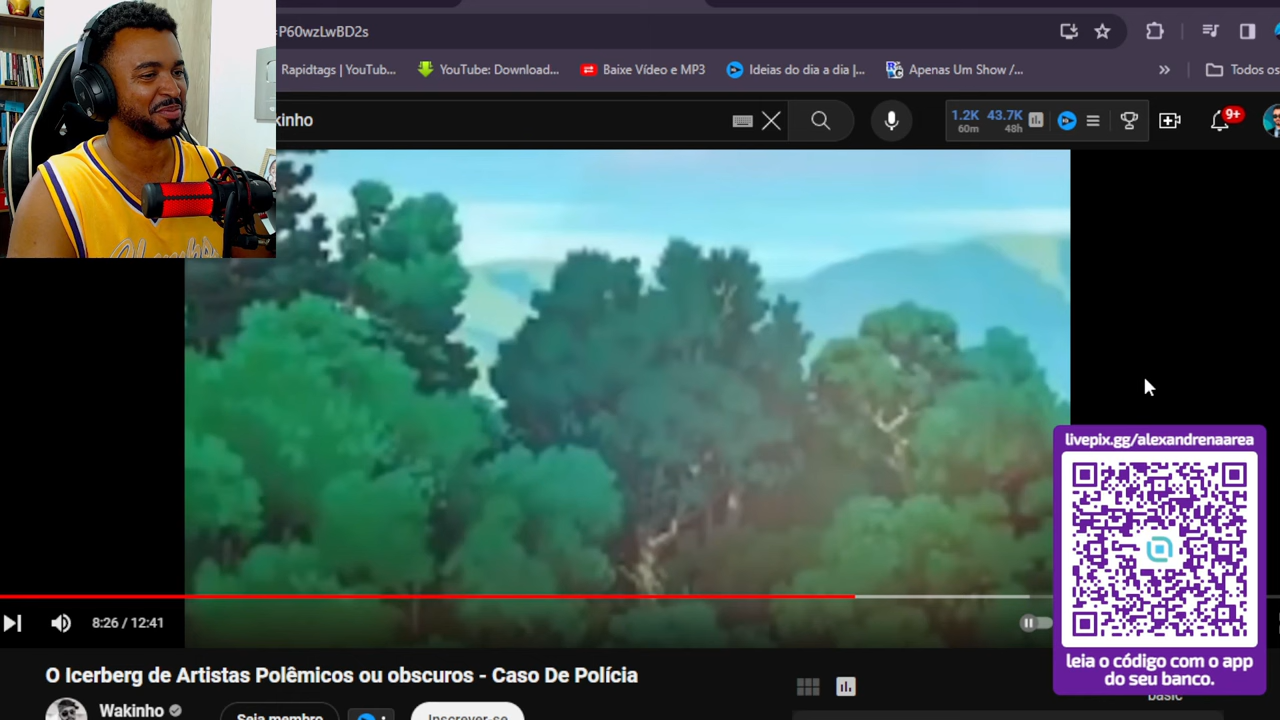 P60wzLwBD2s
Rapidtags | YouTub...
YouTube: Download...
Baixe Vídeo e MP3
Ideias do dia a dia |...
Apenas Um Show /...
»
Todos os
kinho
1.2K 43.7K
60m 48h
9+
livepix.gg/alexandrenaarea
8:26 / 12:41
leia o código com o app
do seu banco.
O Icerberg de Artistas Polêmicos ou obscuros - Caso De Polícia
Wakinho
Seja membro
Inscrever-se
basic